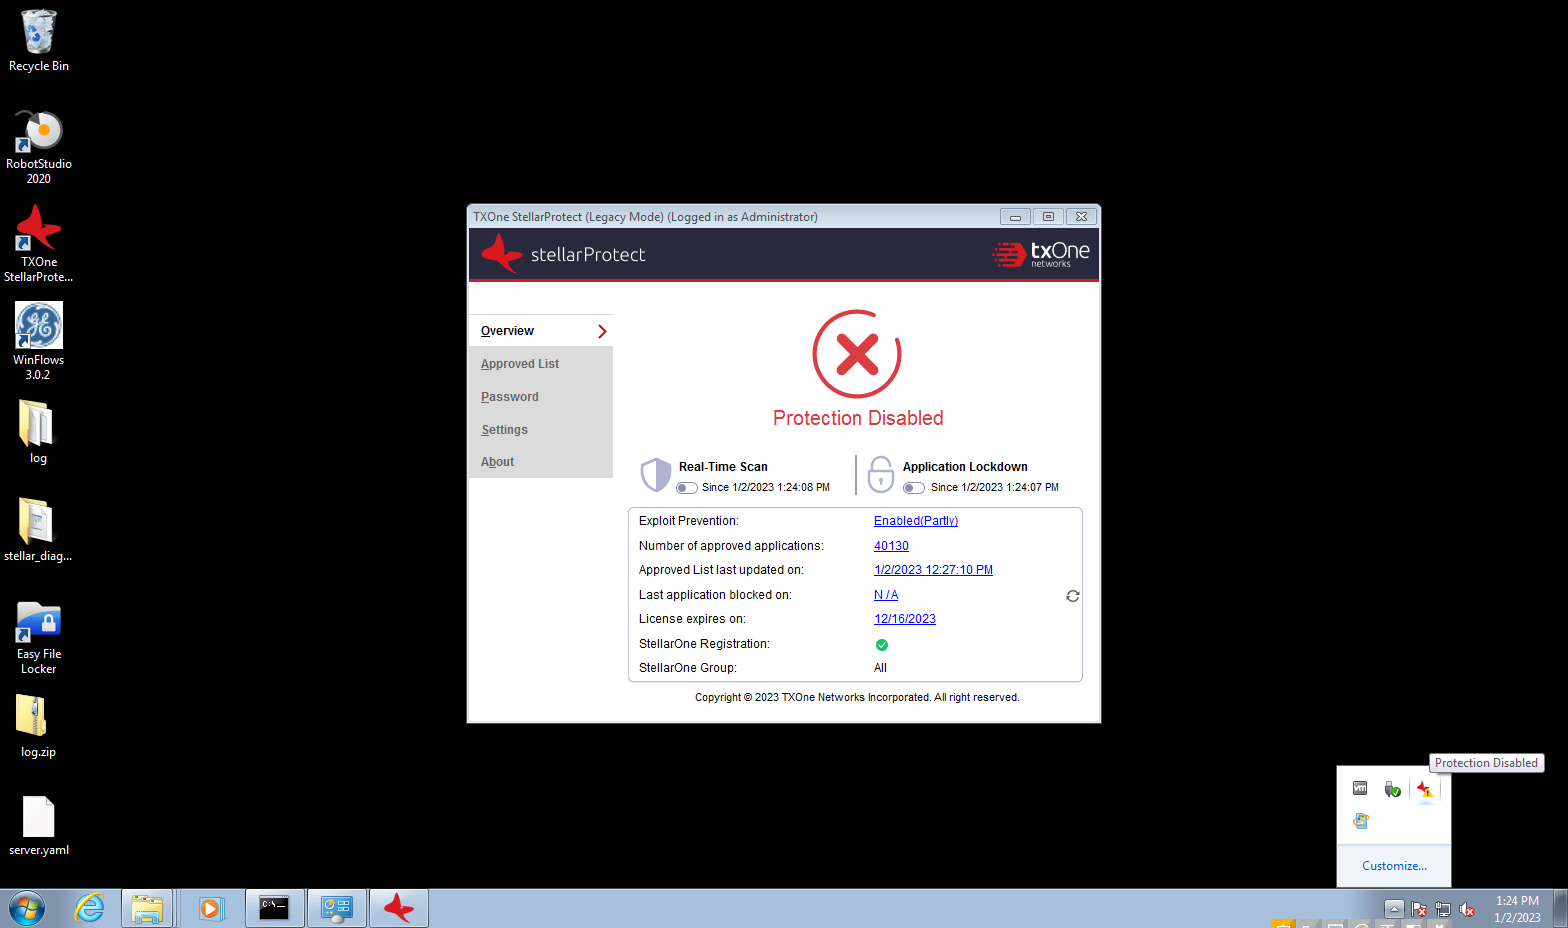 Recycle Bin
RobotStudio
2020
TXOne
StellarProte...
WinFlows
3.0.2
log
stellar_diag...
Easy File
Locker
log.zip
server.yaml
TXOne StellarProtect (Legacy Mode) (Logged in as Administrator)
stellarProtect
txOne
networks
Overview
Approved List
Password
Settings
About
Protection Disabled
Real-Time Scan
Since 1/2/2023 1:24:08 PM
Application Lockdown
Since 1/2/2023 1:24:07 PM
Exploit Prevention: Enabled(Partly)
Number of approved applications: 40130
Approved List last updated on: 1/2/2023 12:27:10 PM
Last application blocked on: N/A
License expires on: 12/16/2023
StellarOne Registration:
StellarOne Group: All
Copyright © 2023 TXOne Networks Incorporated. All right reserved.
Protection Disabled
vm
Customize...
C:\
1:24 PM
1/2/2023